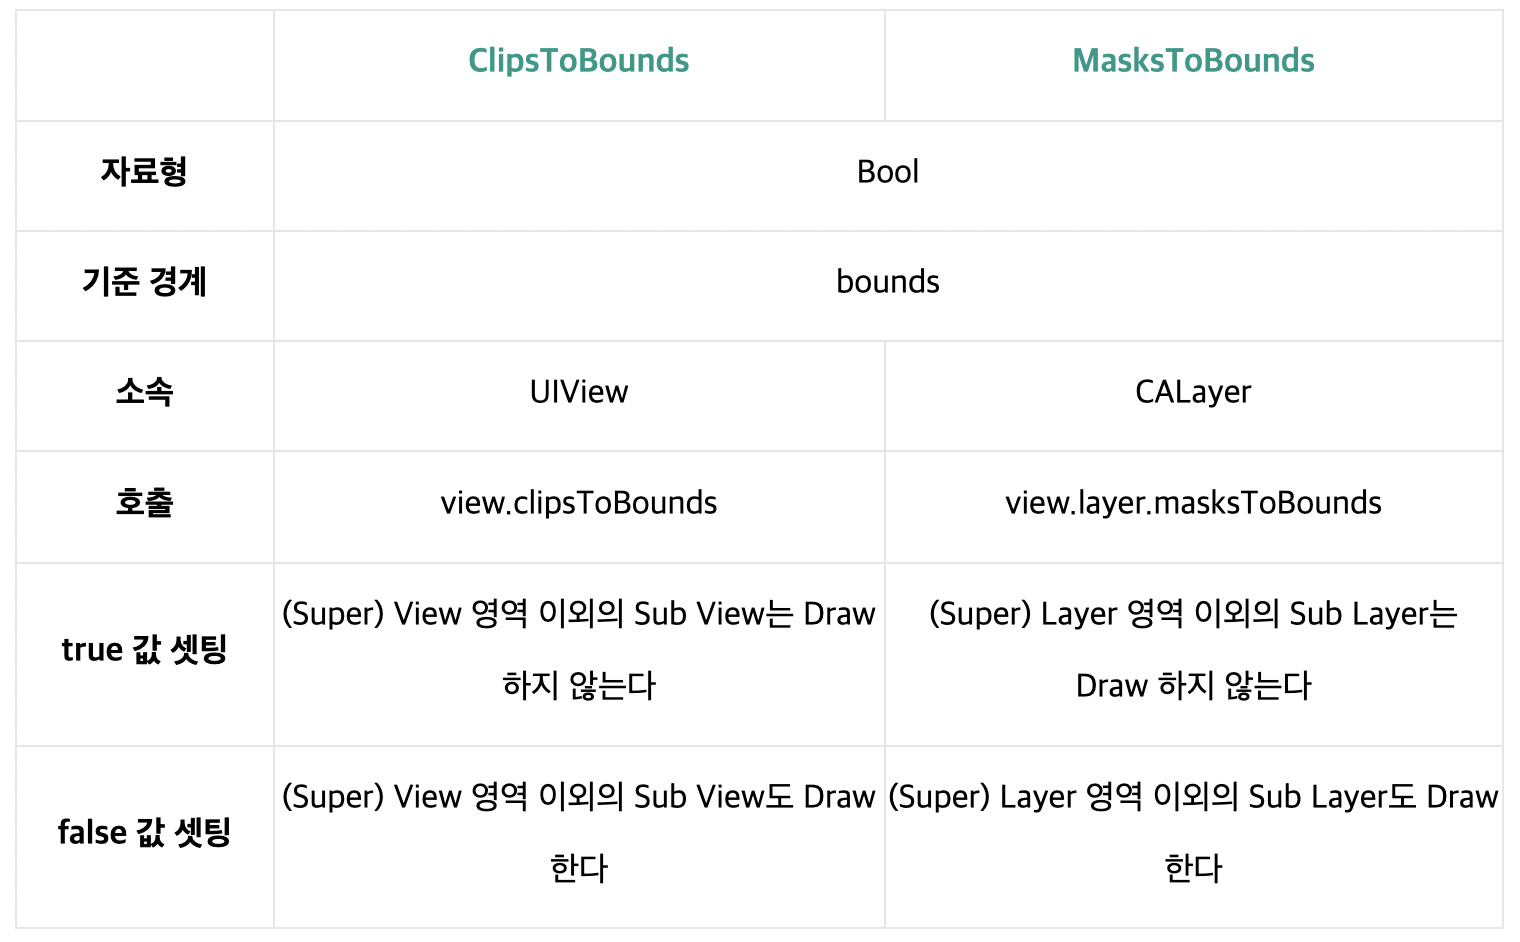 ClipsToBounds MasksToBounds
자료형 Bool
기준 경계 bounds
소속 UIView CALayer
호출 view.clipsToBounds view.layer.masksToBounds
true 값 셋팅
(Super) View 영역 이외의 Sub View는 Draw
하지 않는다
(Super) Layer 영역 이외의 Sub Layer는
Draw 하지 않는다
false 값 셋팅
(Super) View 영역 이외의 Sub View도 Draw
한다
(Super) Layer 영역 이외의 Sub Layer도 Draw
한다